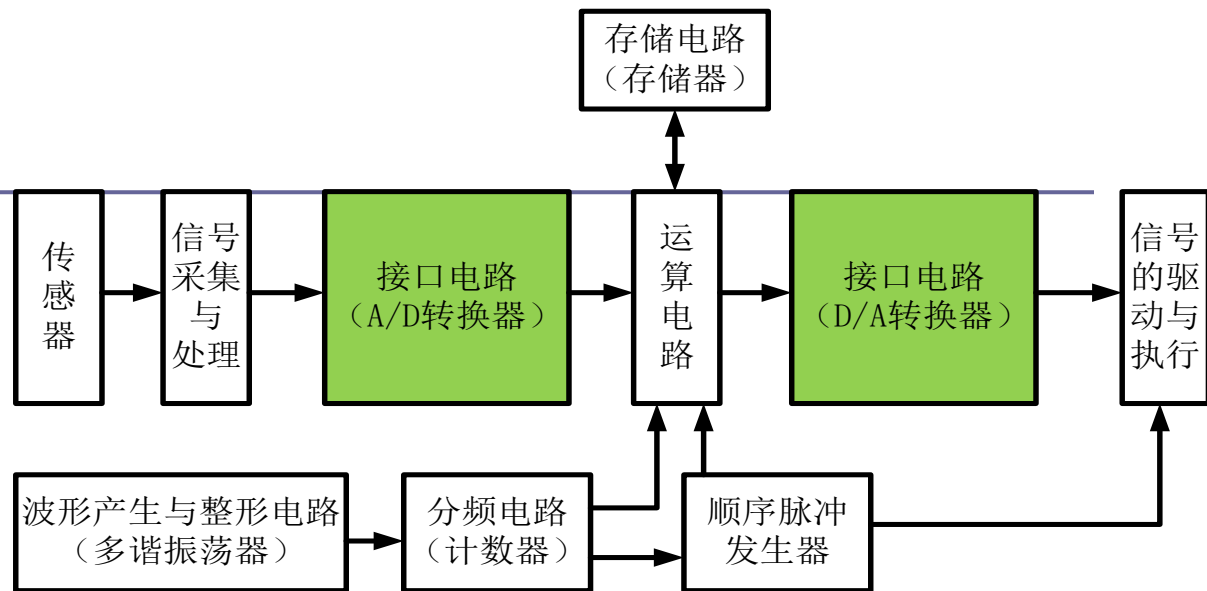 存储电路
（存储器）
传
感
器
信号
采集
与
处理
接口电路
（A/D转换器）
运
算
电
路
接口电路
（D/A转换器）
信号
的驱
动与
执行
波形产生与整形电路
（多谐振荡器）
分频电路
（计数器）
顺序脉冲
发生器